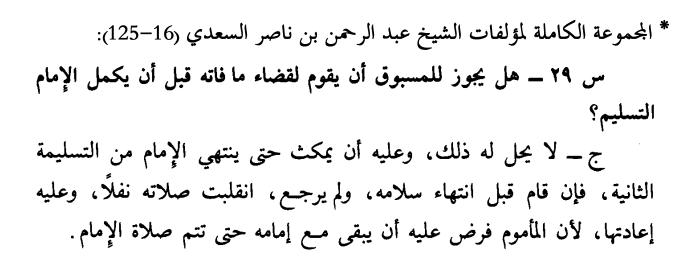 * المجموعة الكاملة لمؤلفات الشيخ عبد الرحمن بن ناصر السعدي (16-125):
س ٢٩ ــ هل يجوز للمسبوق أن يقوم لقضاء ما فاته قبل أن يكمل الإمام
التسليم؟
ج ــ لا يحل له ذلك، وعليه أن يمكث حتى ينتهي الإمام من التسليمة
الثانية، فإن قام قبل انتهاء سلامه، ولم يرجع، انقلبت صلاته نفلًا، وعليه
إعادتها، لأن المأموم فرض عليه أن يبقى مع إمامه حتى تتم صلاة الإمام.